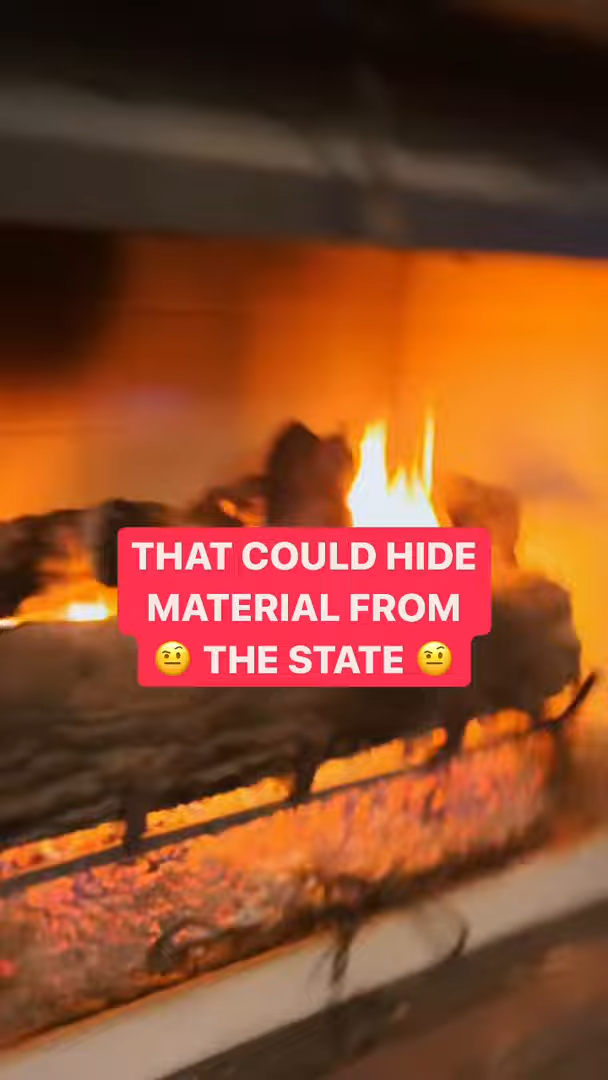 THAT COULD HIDE
MATERIAL FROM
🤨 THE STATE 🤨